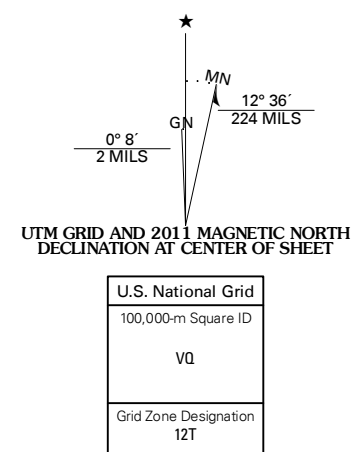 ★
MN
12° 36´
224 MILS
GN
0° 8´
2 MILS
UTM GRID AND 2011 MAGNETIC NORTH
DECLINATION AT CENTER OF SHEET
U.S. National Grid
100,000-m Square ID
VQ
Grid Zone Designation
12T